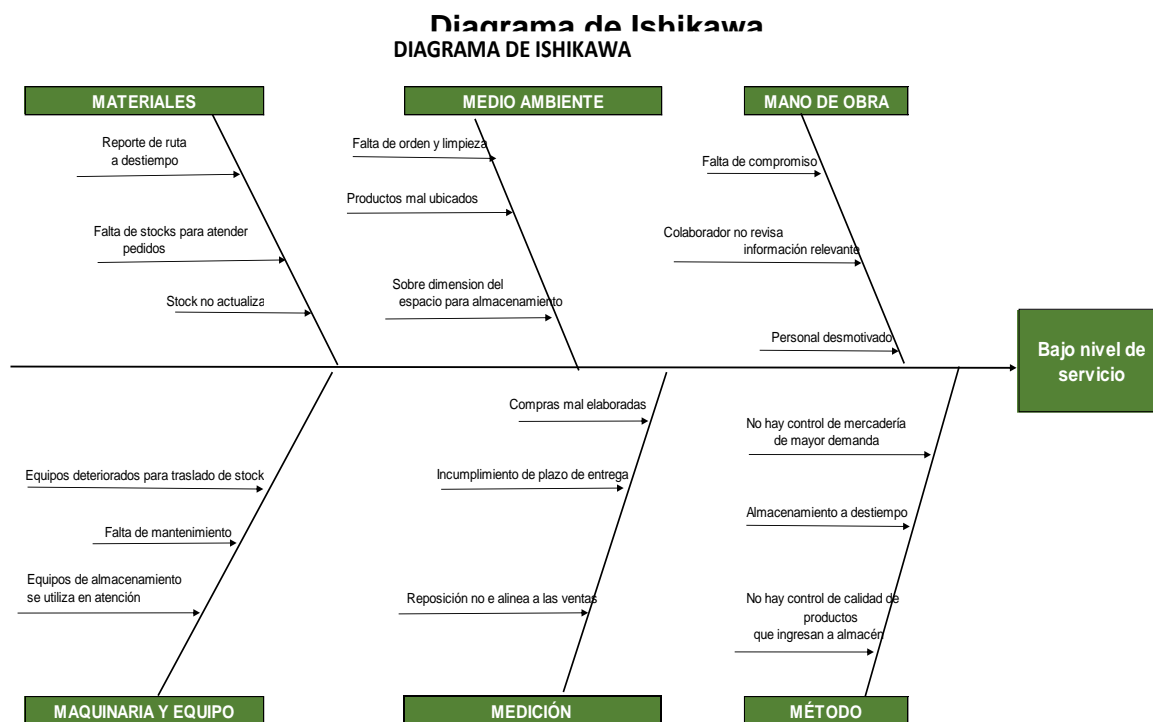 Diagrama de Ishikawa
DIAGRAMA DE ISHIKAWA
MATERIALES
MEDIO AMBIENTE
MANO DE OBRA
Reporte de ruta
a destiempo
Falta de stocks para atender
pedidos
Stock no actualiza
Falta de orden y limpieza
Productos mal ubicados
Sobre dimension del
espacio para almacenamiento
Falta de compromiso
Colaborador no revisa
información relevante
Personal desmotivado
Bajo nivel de
servicio
Equipos deteriorados para traslado de stock
Falta de mantenimiento
Equipos de almacenamiento
se utiliza en atención
Compras mal elaboradas
Incumplimiento de plazo de entrega
Reposición no e alinea a las ventas
No hay control de mercadería
de mayor demanda
Almacenamiento a destiempo
No hay control de calidad de
productos
que ingresan a almacén
MAQUINARIA Y EQUIPO
MEDICIÓN
MÉTODO